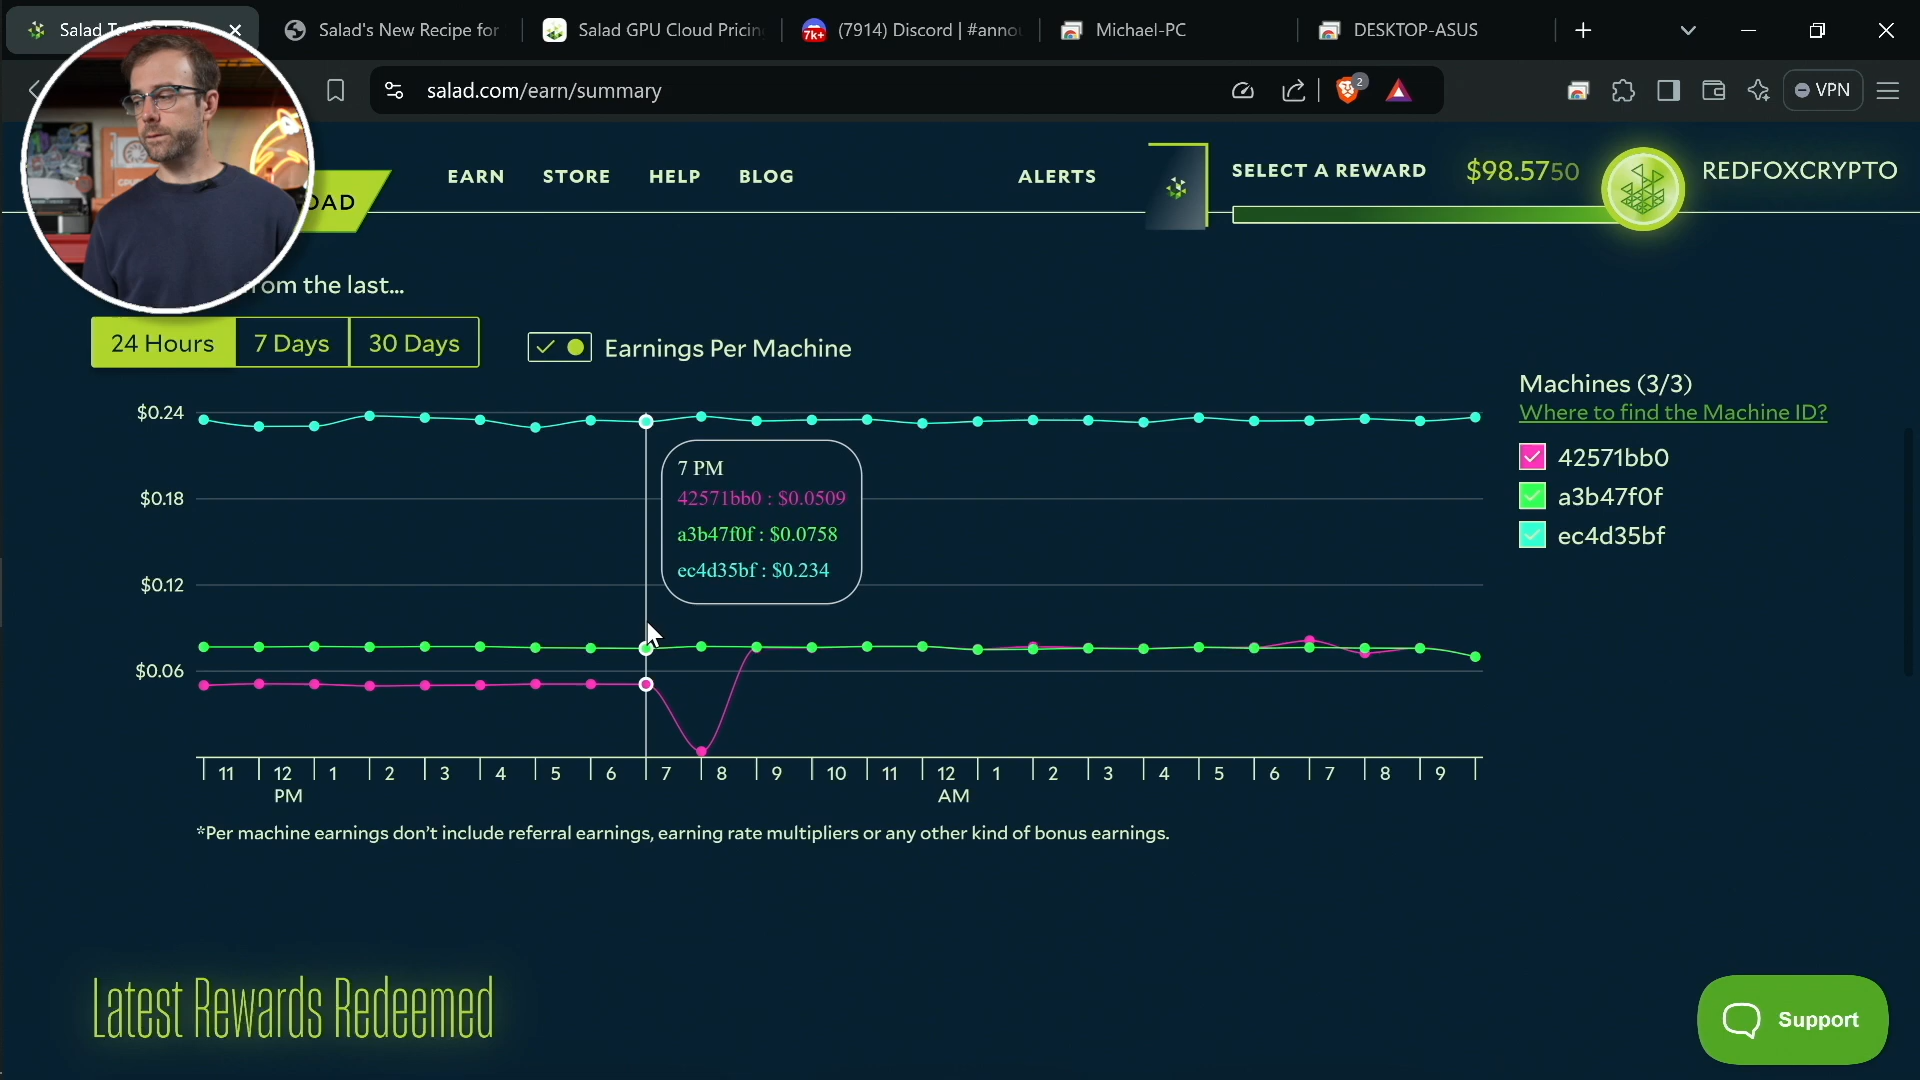 Salad
Salad's New Recipe for
Salad GPU Cloud Pricin
7k+
(7914) Discord | #annou
Michael-PC
DESKTOP-ASUS
salad.com/earn/summary
2
VPN
OAD
EARN
STORE
HELP
BLOG
ALERTS
SELECT A REWARD
$98.5750
REDFOXCRYPTO
from the last...
24 Hours
7 Days
30 Days
Earnings Per Machine
Machines (3/3)
Where to find the Machine ID?
42571bb0
a3b47f0f
ec4d35bf
$0.24
$0.18
$0.12
$0.06
7 PM
42571bb0 : $0.0509
a3b47f0f : $0.0758
ec4d35bf : $0.234
11 12 1 2 3 4 5 6 7 8 9 10 11 12 1 2 3 4 5 6 7 8 9
PM AM
*Per machine earnings don't include referral earnings, earning rate multipliers or any other kind of bonus earnings.
Latest Rewards Redeemed
Support